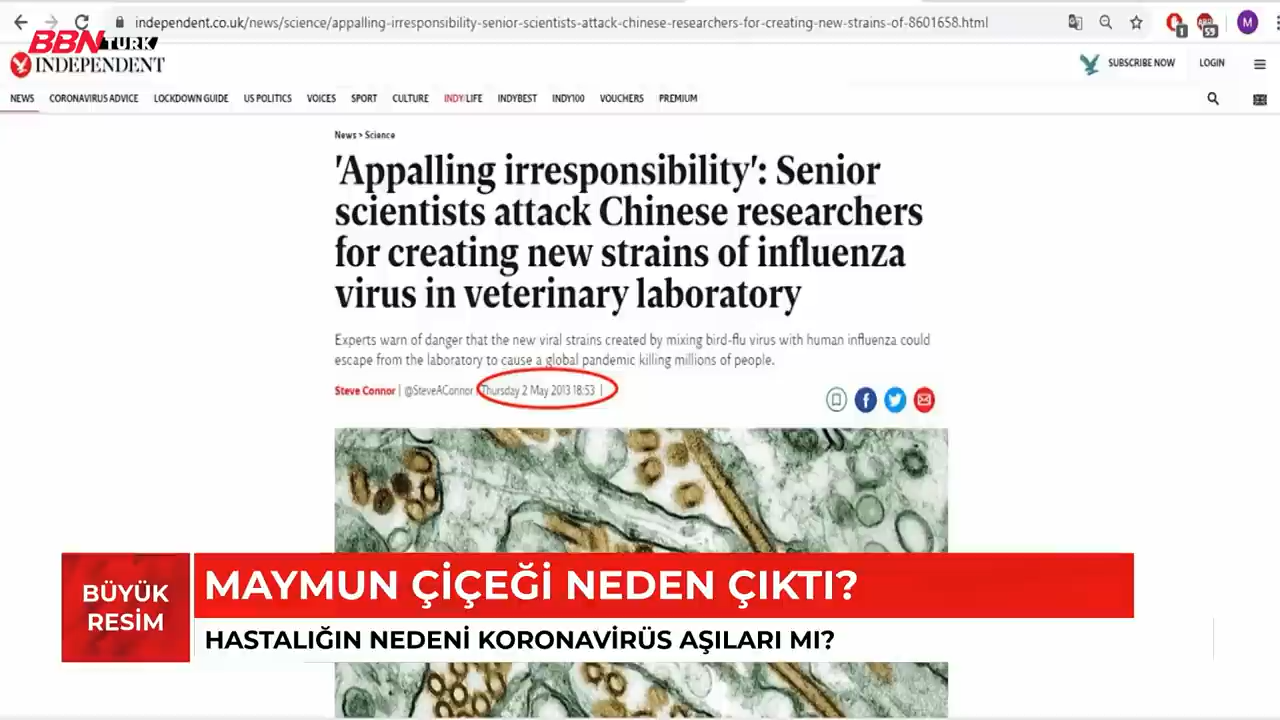 independent.co.uk/news/science/appalling-irresponsibility-senior-scientists-attack-chinese-researchers-for-creating-new-strains-of-8601658.html
1
59
M
BBN TURK
INDEPENDENT
SUBSCRIBE NOW
LOGIN
NEWS CORONAVIRUS ADVICE LOCKDOWN GUIDE US POLITICS VOICES SPORT CULTURE INDY/LIFE INDYBEST INDY100 VOUCHERS PREMIUM
News > Science
'Appalling irresponsibility': Senior
scientists attack Chinese researchers
for creating new strains of influenza
virus in veterinary laboratory
Experts warn of danger that the new viral strains created by mixing bird-flu virus with human influenza could
escape from the laboratory to cause a global pandemic killing millions of people.
Steve Connor | @SteveAConnor | Thursday 2 May 2013 18:53 |
BÜYÜK
RESİM
MAYMUN ÇİÇEĞİ NEDEN ÇIKTI?
HASTALIĞIN NEDENİ KORONAVİRÜS AŞILARI MI?